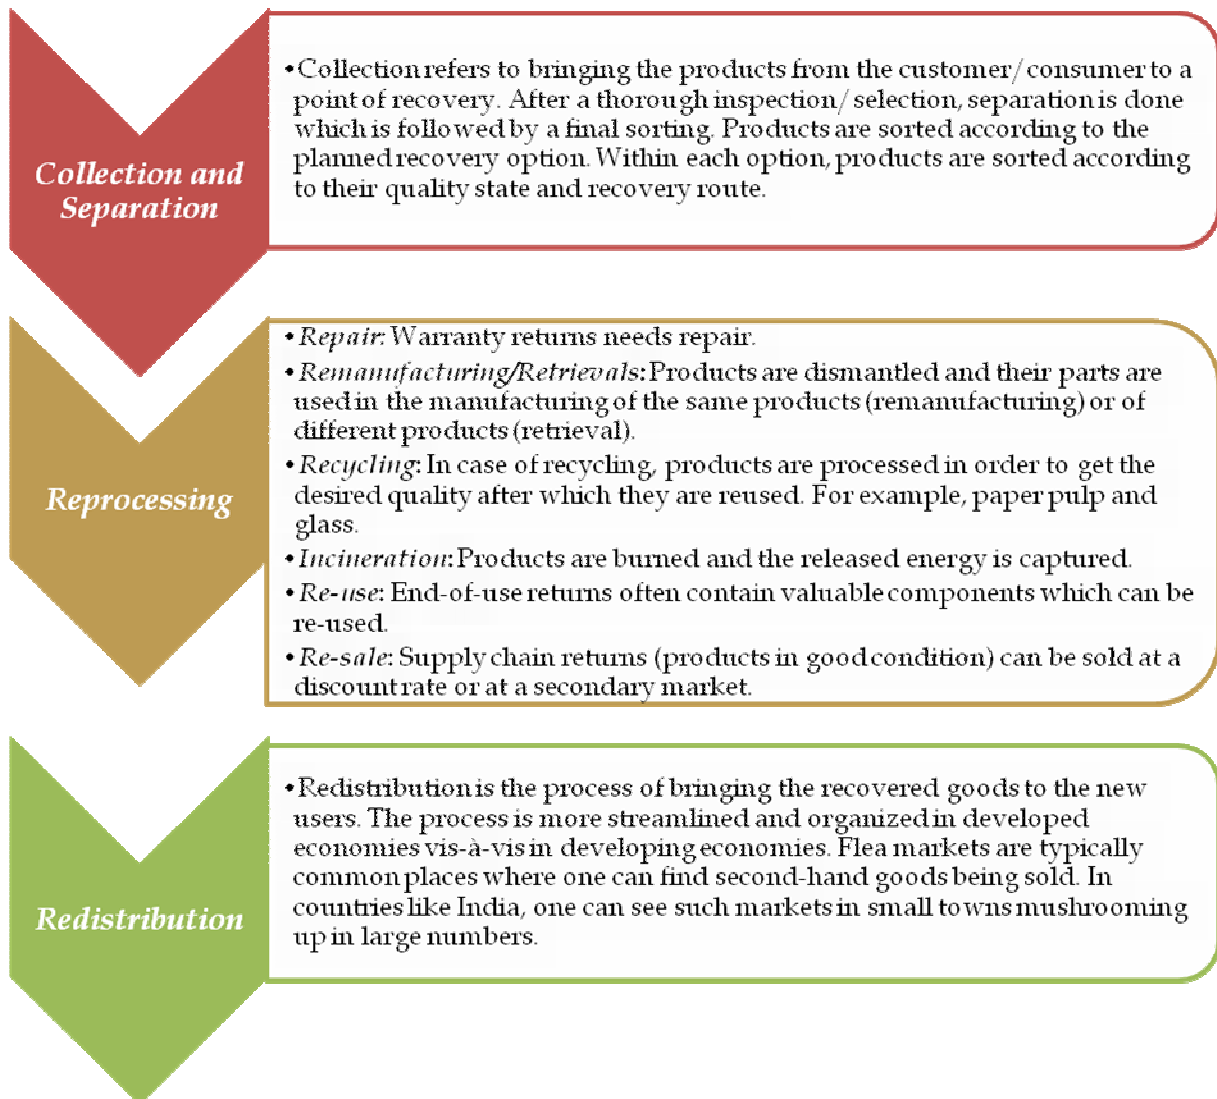 Collection and
Separation
•Collection refers to bringing the products from the customer/consumer to a
point of recovery. After a thorough inspection/selection, separation is done
which is followed by a final sorting. Products are sorted according to the
planned recovery option. Within each option, products are sorted according
to their quality state and recovery route.
Reprocessing
•Repair: Warranty returns needs repair.
•Remanufacturing/Retrievals: Products are dismantled and their parts are
used in the manufacturing of the same products (remanufacturing) or of
different products (retrieval).
•Recycling: In case of recycling, products are processed in order to get the
desired quality after which they are reused. For example, paper pulp and
glass.
•Incineration: Products are burned and the released energy is captured.
•Re-use: End-of-use returns often contain valuable components which can be
re-used.
•Re-sale: Supply chain returns (products in good condition) can be sold at a
discount rate or at a secondary market.
Redistribution
•Redistribution is the process of bringing the recovered goods to the new
users. The process is more streamlined and organized in developed
economies vis-à-vis in developing economies. Flea markets are typically
common places where one can find second-hand goods being sold. In
countries like India, one can see such markets in small towns mushrooming
up in large numbers.